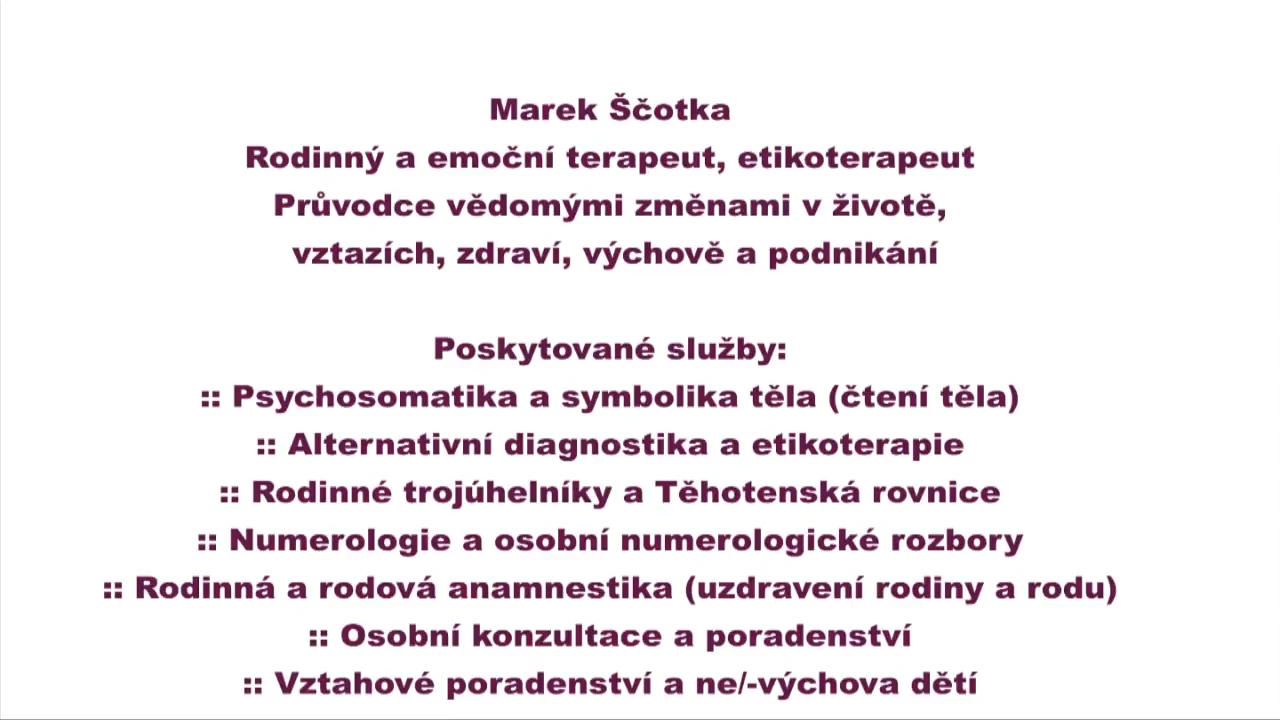 Marek Ščotka
Rodinný a emoční terapeut, etikoterapeut
Průvodce vědomými změnami v životě,
vztazích, zdraví, výchově a podnikání
Poskytované služby:
:: Psychosomatika a symbolika těla (čtení těla)
:: Alternativní diagnostika a etikoterapie
:: Rodinné trojúhelníky a Těhotenská rovnice
:: Numerologie a osobní numerologické rozbory
:: Rodinná a rodová anamnestika (uzdravení rodiny a rodu)
:: Osobní konzultace a poradenství
:: Vztahové poradenství a ne/-výchova dětí